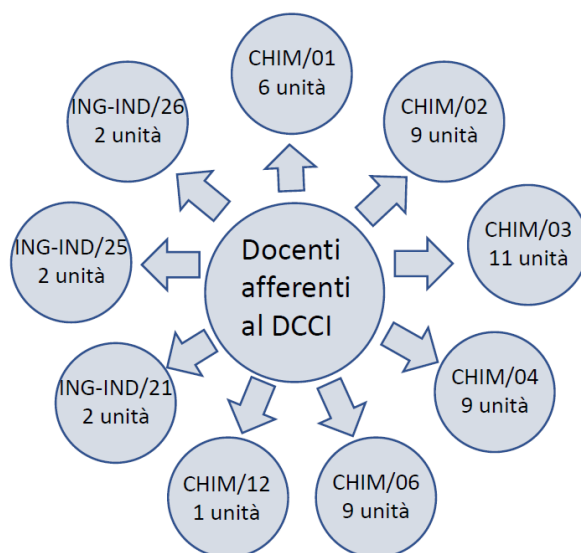 CHIM/01
6 unità
CHIM/02
9 unità
CHIM/03
11 unità
CHIM/04
9 unità
CHIM/06
9 unità
CHIM/12
1 unità
ING-IND/21
2 unità
ING-IND/25
2 unità
ING-IND/26
2 unità
Docenti
afferenti
al DCCI